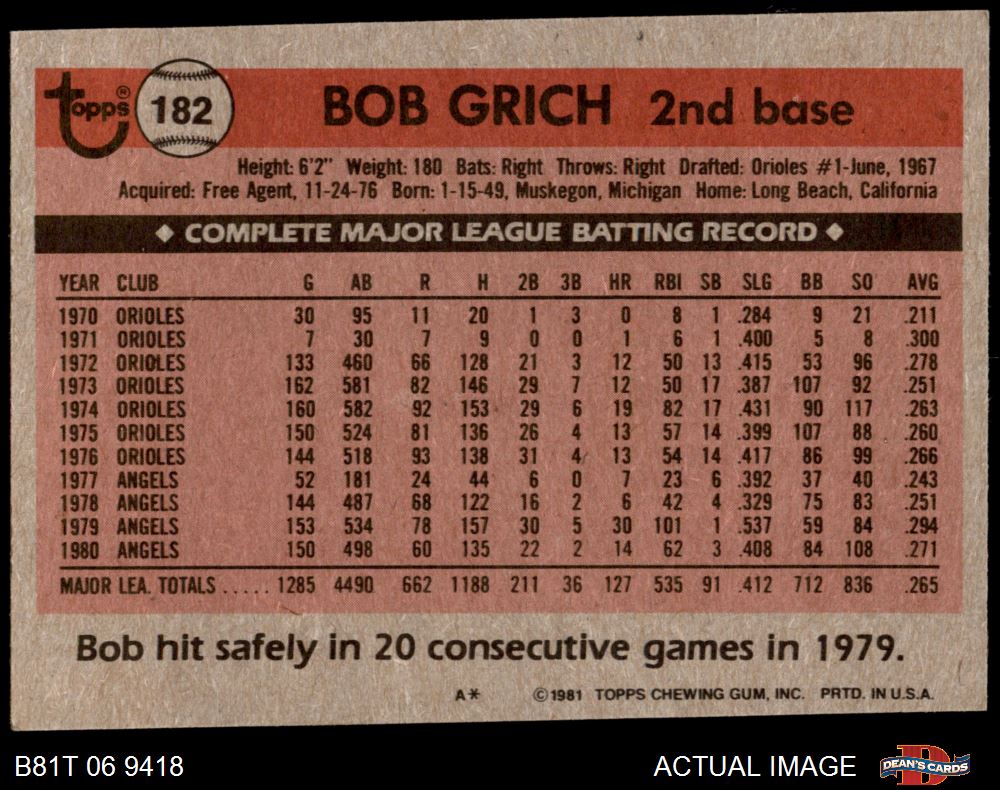 topps® 182 BOB GRICH 2nd base
Height: 6'2" Weight: 180 Bats: Right Throws: Right Drafted: Orioles #1-June, 1967
Acquired: Free Agent, 11-24-76 Born: 1-15-49, Muskegon, Michigan Home: Long Beach, California
◆ COMPLETE MAJOR LEAGUE BATTING RECORD ◆
YEAR CLUB G AB R H 2B 3B HR RBI SB SLG BB SO AVG
1970 ORIOLES 30 95 11 20 1 3 0 8 1 .284 9 21 .211
1971 ORIOLES 7 30 7 9 0 0 1 6 1 .400 5 8 .300
1972 ORIOLES 133 460 66 128 21 3 12 50 13 .415 53 96 .278
1973 ORIOLES 162 581 82 146 29 7 12 50 17 .387 107 92 .251
1974 ORIOLES 160 582 92 153 29 6 19 82 17 .431 90 117 .263
1975 ORIOLES 150 524 81 136 26 4 13 57 14 .399 107 88 .260
1976 ORIOLES 144 518 93 138 31 4 13 54 14 .417 86 99 .266
1977 ANGELS 52 181 24 44 6 0 7 23 6 .392 37 40 .243
1978 ANGELS 144 487 68 122 16 2 6 42 4 .329 75 83 .251
1979 ANGELS 153 534 78 157 30 5 30 101 1 .537 59 84 .294
1980 ANGELS 150 498 60 135 22 2 14 62 3 .408 84 108 .271
MAJOR LEA. TOTALS ..... 1285 4490 662 1188 211 36 127 535 91 .412 712 836 .265
Bob hit safely in 20 consecutive games in 1979.
A* ©1981 TOPPS CHEWING GUM, INC. PRTD. IN U.S.A.
B81T 06 9418 ACTUAL IMAGE D DEAN'S CARDS